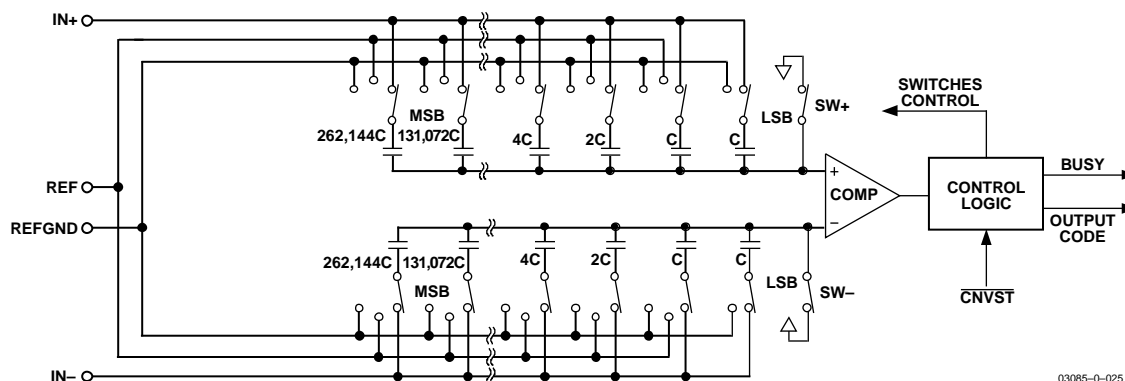 IN+
MSB
262,144C 131,072C
4C
2C
C
C
LSB
SW+
SWITCHES
CONTROL
REF
REFGND
+
COMP
−
CONTROL
LOGIC
BUSY
OUTPUT
CODE
CNVST
262,144C 131,072C
4C
2C
C
C
MSB
LSB
SW−
IN−
03085–0–025